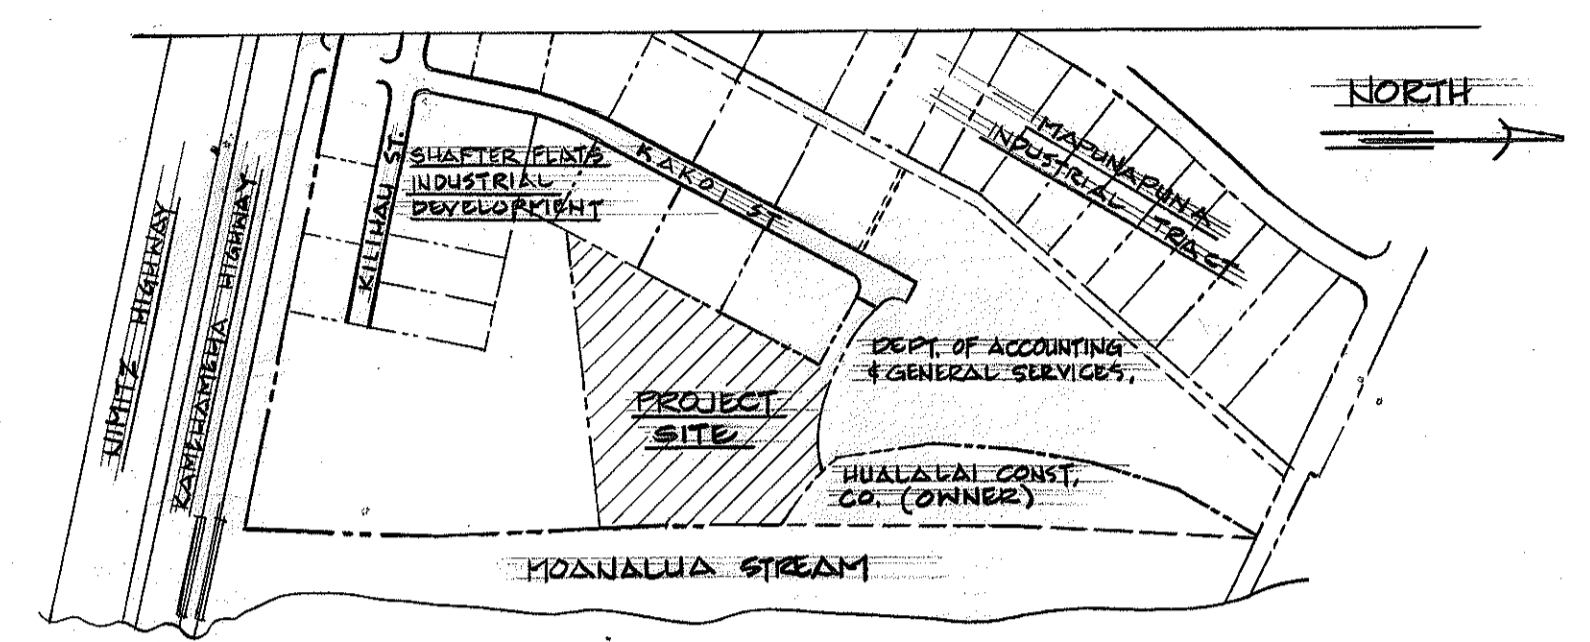 NORTH
MAPUNAPUNA
INDUSTRIAL TRACT
SHAFTER FLATS
INDUSTRIAL
DEVELOPMENT
KAKOI ST.
KILIHAU ST.
NIMITZ HIGHWAY
KAMEHAMEHA HIGHWAY
DEPT. OF ACCOUNTING
& GENERAL SERVICES,
PROJECT
SITE
HUALALAI CONST.
CO. (OWNER)
MOANALUA STREAM